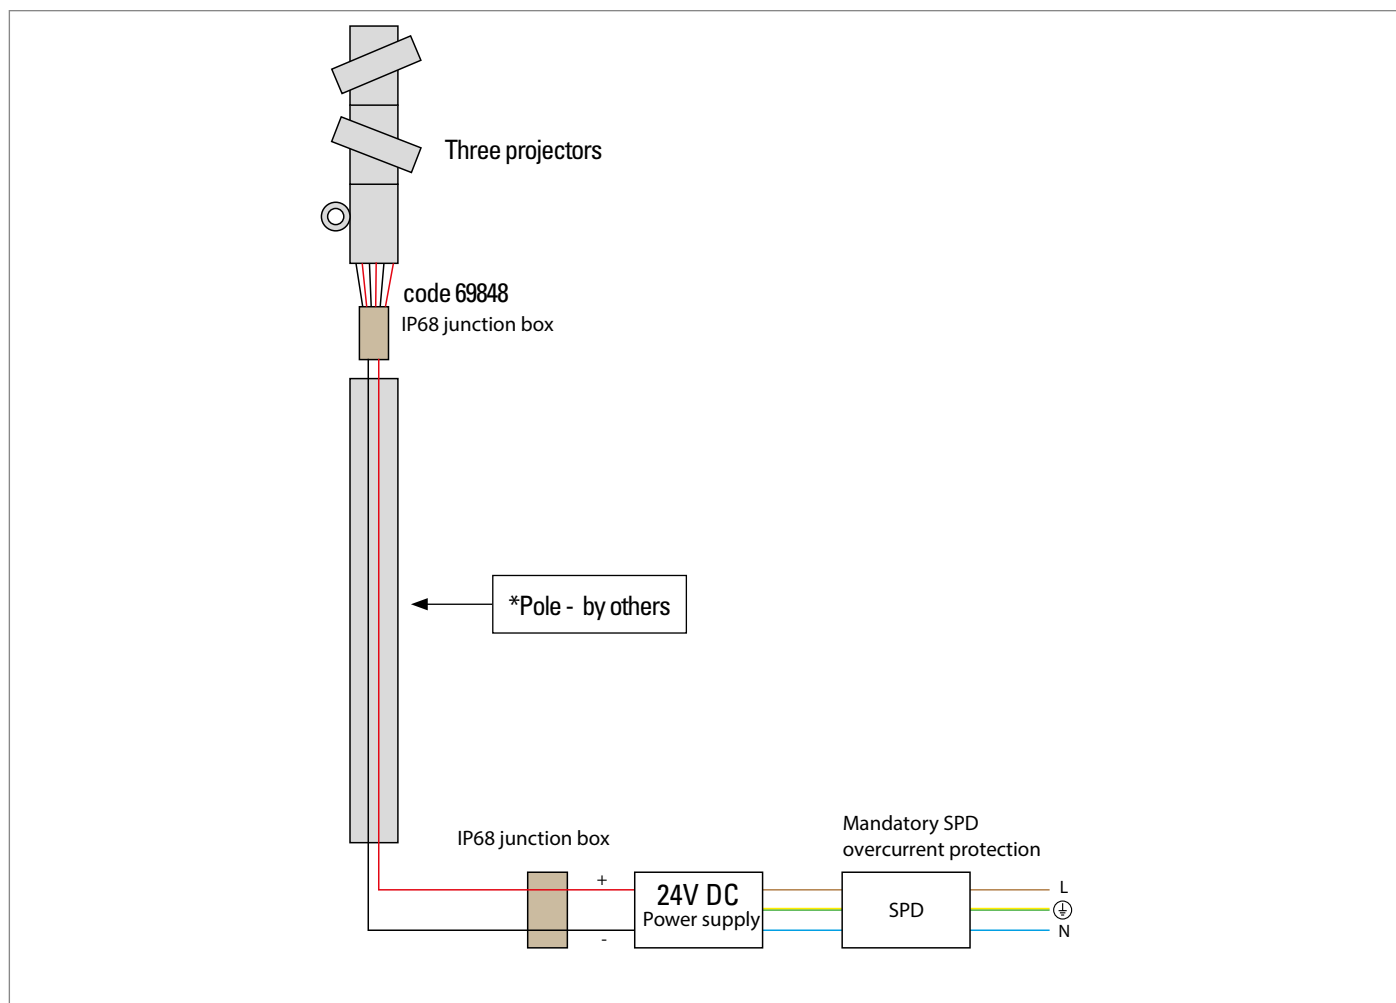 Three projectors
code 69848
IP68 junction box
*Pole - by others
IP68 junction box
Mandatory SPD
overcurrent protection
+
-
24V DC
Power supply
SPD
L
N